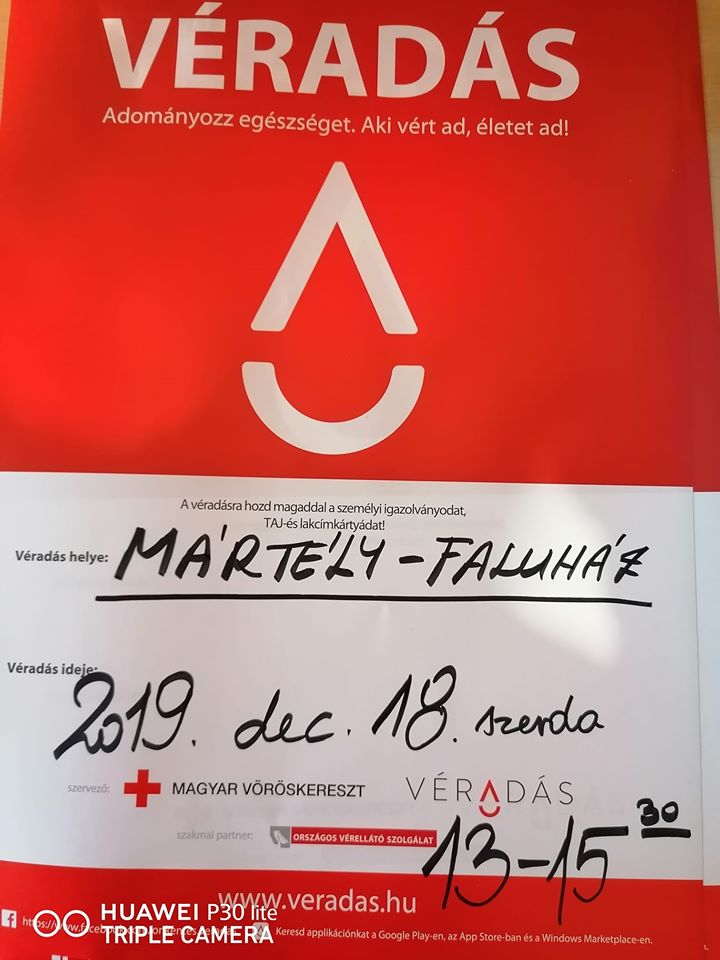 VÉRADÁS
Adományozz egészséget. Aki vért ad, életet ad!
A véradásra hozd magaddal a személyi igazolványodat,
TAJ-és lakcímkártyádat!
Véradás helye: MÁRTÉLY - FALUHÁZ
Véradás ideje:
2019. dec. 18. szerda
szervező: MAGYAR VÖRÖSKERESZT VÉRADÁS
szakmai partner: ORSZÁGOS VÉRELLÁTÓ SZOLGÁLAT 13-15 30
www.veradas.hu
HUAWEI P30 lite
TRIPLE CAMERA
Keresd applikációnkat a Google Play-en, az App Store-ban és a Windows Marketplace-en.